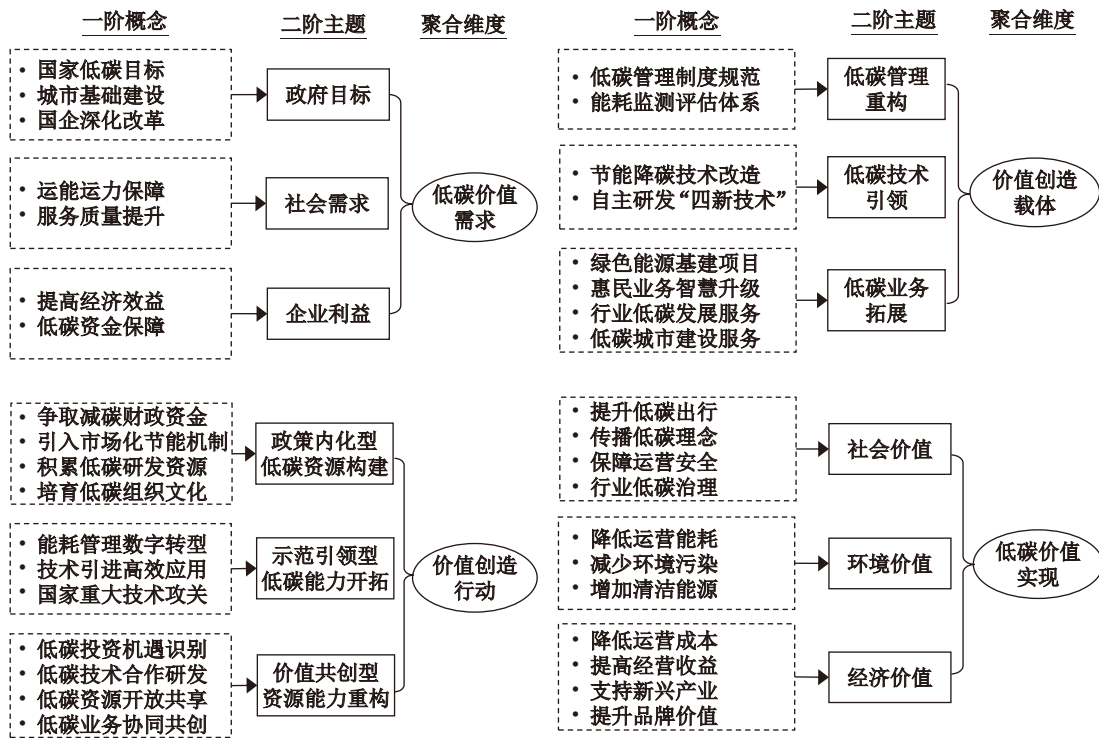 一阶概念
二阶主题
聚合维度
• 国家低碳目标
• 城市基础建设
• 国企深化改革
政府目标
• 运能运力保障
• 服务质量提升
社会需求
• 提高经济效益
• 低碳资金保障
企业利益
低碳价值
需求
一阶概念
二阶主题
聚合维度
• 低碳管理制度规范
• 能耗监测评估体系
低碳管理
重构
• 节能降碳技术改造
• 自主研发“四新技术”
低碳技术
引领
• 绿色能源基建项目
• 惠民业务智慧升级
• 行业低碳发展服务
• 低碳城市建设服务
低碳业务
拓展
价值创造
载体
• 争取减碳财政资金
• 引入市场化节能机制
• 积累低碳研发资源
• 培育低碳组织文化
政策内化型
低碳资源构建
• 能耗管理数字转型
• 技术引进高效应用
• 国家重大技术攻关
示范引领型
低碳能力开拓
• 低碳投资机遇识别
• 低碳技术合作研发
• 低碳资源开放共享
• 低碳业务协同共创
价值共创型
资源能力重构
价值创造
行动
• 提升低碳出行
• 传播低碳理念
• 保障运营安全
• 行业低碳治理
社会价值
• 降低运营能耗
• 减少环境污染
• 增加清洁能源
环境价值
• 降低运营成本
• 提高经营收益
• 支持新兴产业
• 提升品牌价值
经济价值
低碳价值
实现